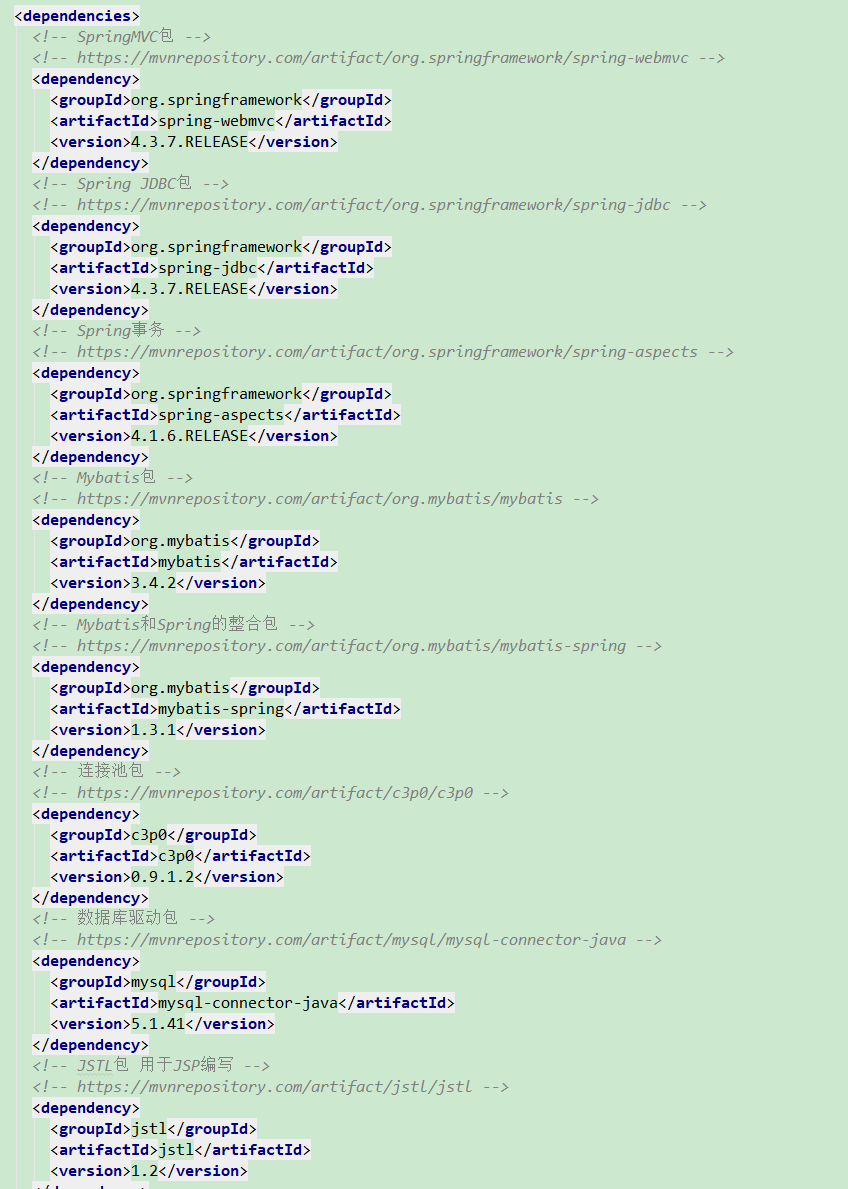 <dependencies>
<!-- SpringMVC包 -->
<!-- https://mvnrepository.com/artifact/org.springframework/spring-webmvc -->
<dependency>
<groupId>org.springframework</groupId>
<artifactId>spring-webmvc</artifactId>
<version>4.3.7.RELEASE</version>
</dependency>
<!-- Spring JDBC包 -->
<!-- https://mvnrepository.com/artifact/org.springframework/spring-jdbc -->
<dependency>
<groupId>org.springframework</groupId>
<artifactId>spring-jdbc</artifactId>
<version>4.3.7.RELEASE</version>
</dependency>
<!-- Spring事务 -->
<!-- https://mvnrepository.com/artifact/org.springframework/spring-aspects -->
<dependency>
<groupId>org.springframework</groupId>
<artifactId>spring-aspects</artifactId>
<version>4.1.6.RELEASE</version>
</dependency>
<!-- Mybatis包 -->
<!-- https://mvnrepository.com/artifact/org.mybatis/mybatis -->
<dependency>
<groupId>org.mybatis</groupId>
<artifactId>mybatis</artifactId>
<version>3.4.2</version>
</dependency>
<!-- Mybatis和Spring的整合包 -->
<!-- https://mvnrepository.com/artifact/org.mybatis/mybatis-spring -->
<dependency>
<groupId>org.mybatis</groupId>
<artifactId>mybatis-spring</artifactId>
<version>1.3.1</version>
</dependency>
<!-- 连接池包 -->
<!-- https://mvnrepository.com/artifact/c3p0/c3p0 -->
<dependency>
<groupId>c3p0</groupId>
<artifactId>c3p0</artifactId>
<version>0.9.1.2</version>
</dependency>
<!-- 数据库驱动包 -->
<!-- https://mvnrepository.com/artifact/mysql/mysql-connector-java -->
<dependency>
<groupId>mysql</groupId>
<artifactId>mysql-connector-java</artifactId>
<version>5.1.41</version>
</dependency>
<!-- JSTL包 用于JSP编写 -->
<!-- https://mvnrepository.com/artifact/jstl/jstl -->
<dependency>
<groupId>jstl</groupId>
<artifactId>jstl</artifactId>
<version>1.2</version>